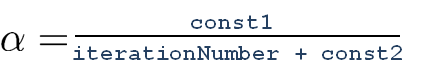 α = const1
iterationNumber + const2